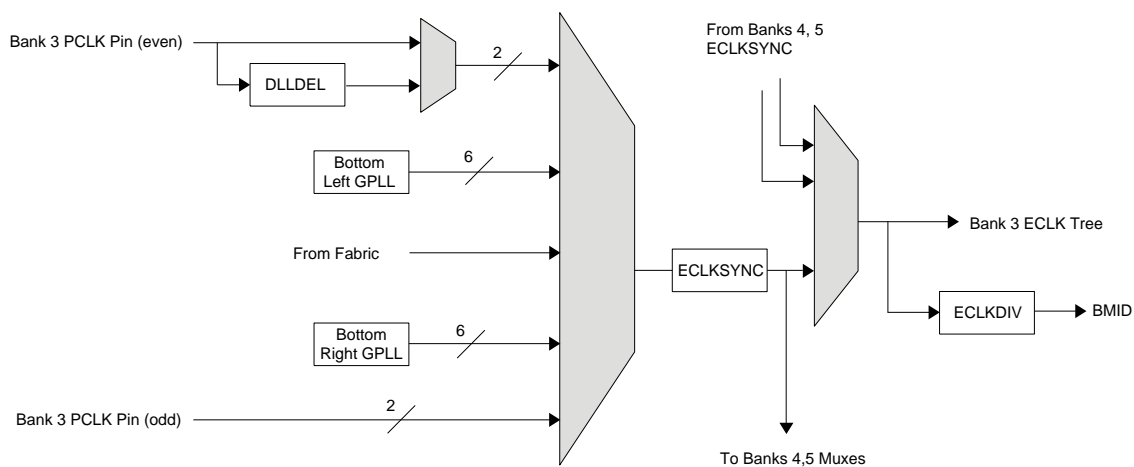 Bank 3 PCLK Pin (even)
DLLDEL
2
From Banks 4, 5
ECLKSYNC
Bottom
Left GPLL
6
From Fabric
ECLKSYNC
Bank 3 ECLK Tree
ECLKDIV
BMID
Bottom
Right GPLL
6
Bank 3 PCLK Pin (odd)
2
To Banks 4,5 Muxes